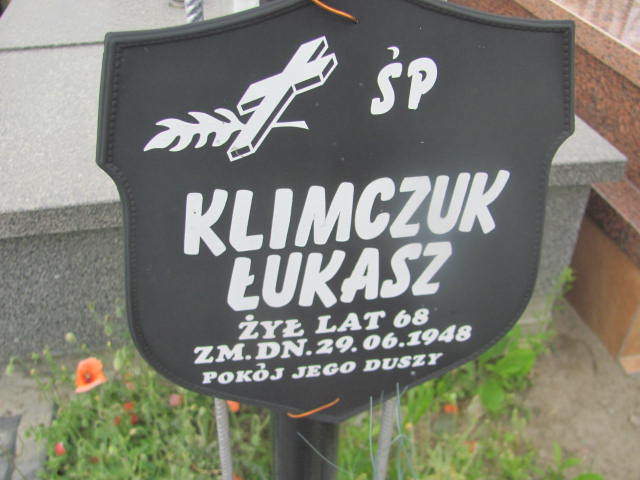 ŚP
KLIMCZUK
ŁUKASZ
ŻYŁ LAT 68
ZM. DN. 29.06.1948
POKÓJ JEGO DUSZY